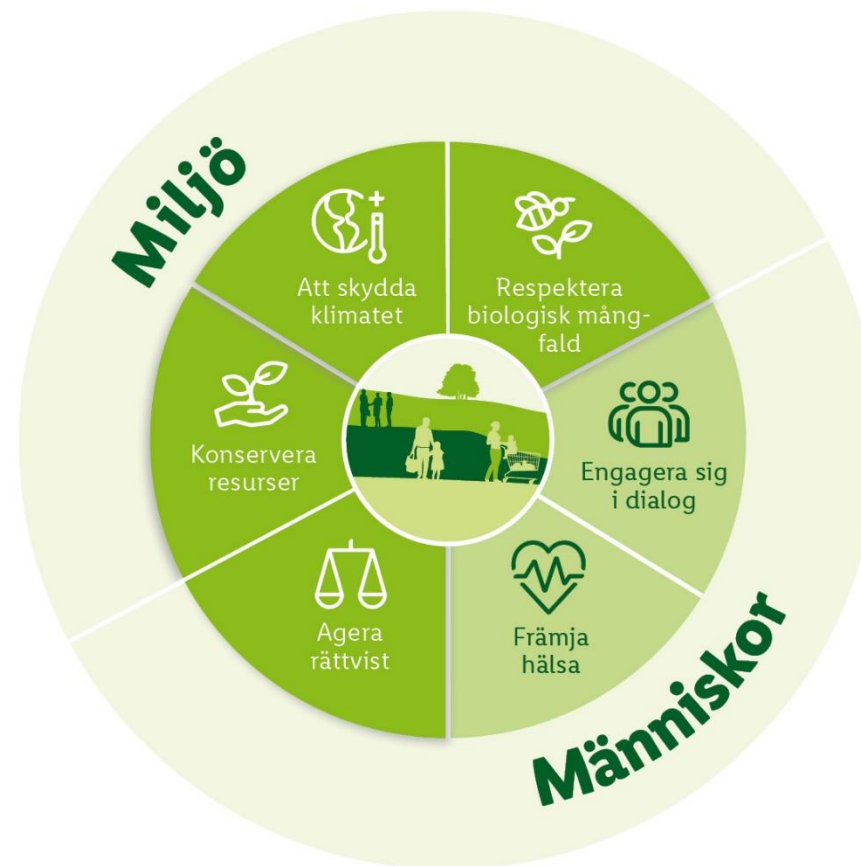 Miljö
Att skydda
klimatet
Respektera
biologisk mång-
fald
Konservera
resurser
Engagera sig
i dialog
Agera
rättvist
Främja
hälsa
Människor